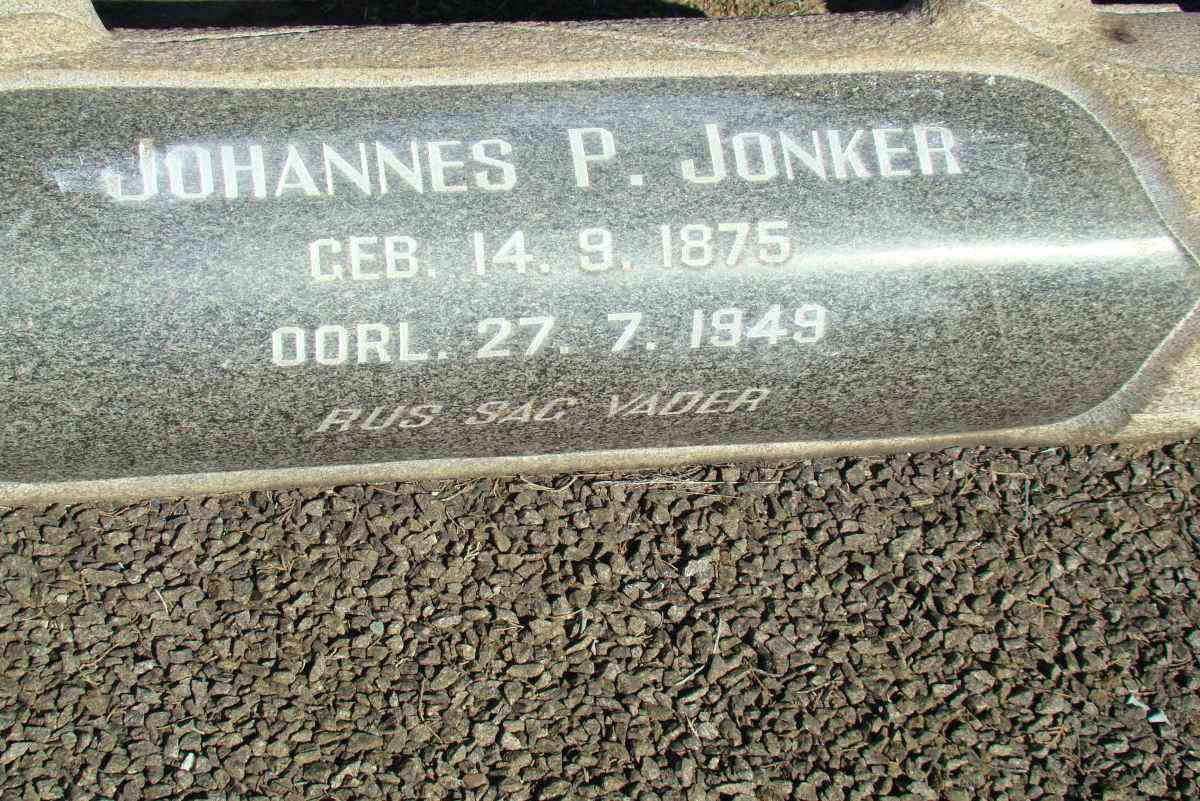 JOHANNES P. JONKER
GEB. 14. 9. 1875
OORL. 27. 7. 1949
RUS SAG VADER